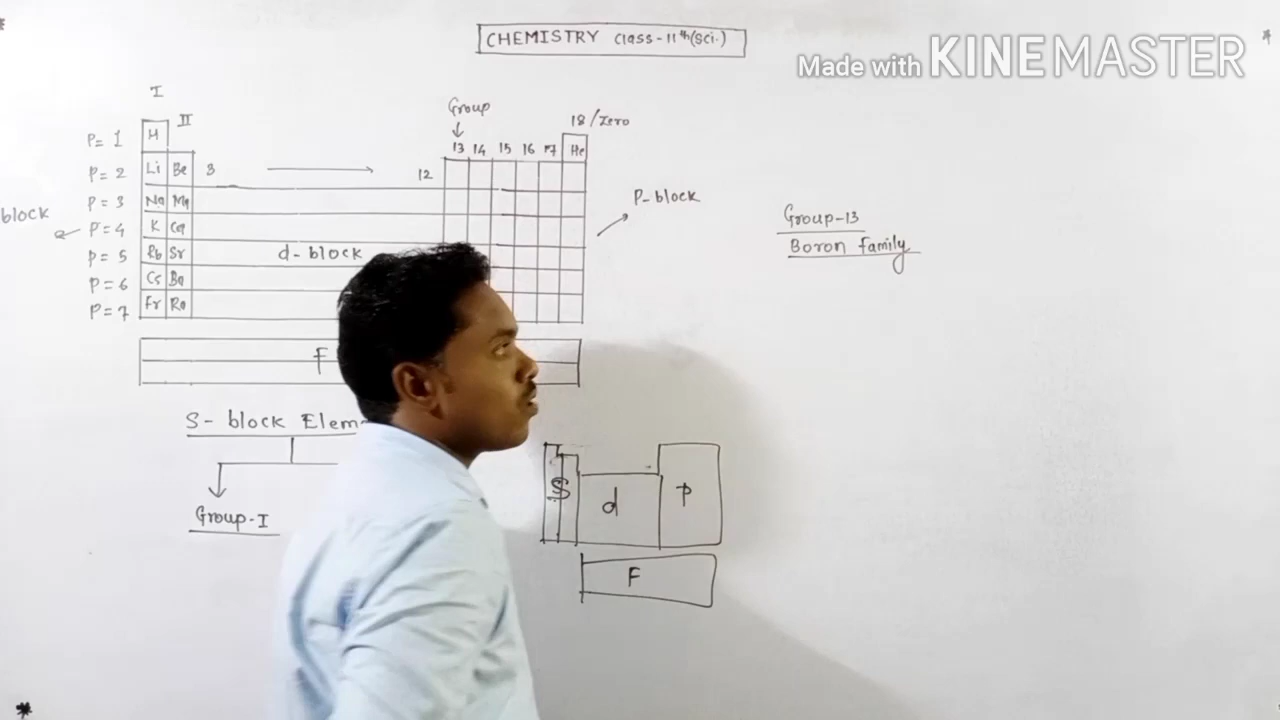 CHEMISTRY Class-11th(Sci.)
Made with KINEMASTER
I
II
Group
18/Zero
P= 1 H
13 14 15 16 17 He
P= 2 Li Be 3 12
P= 3 Na Mg
P= 4 K Ca
P= 5 Rb Sr d-block
P= 6 Cs Ba
P= 7 Fr Ra
block
P-block
Group-13
Boron family
F
S-block Elem
Group-I
S d P
F